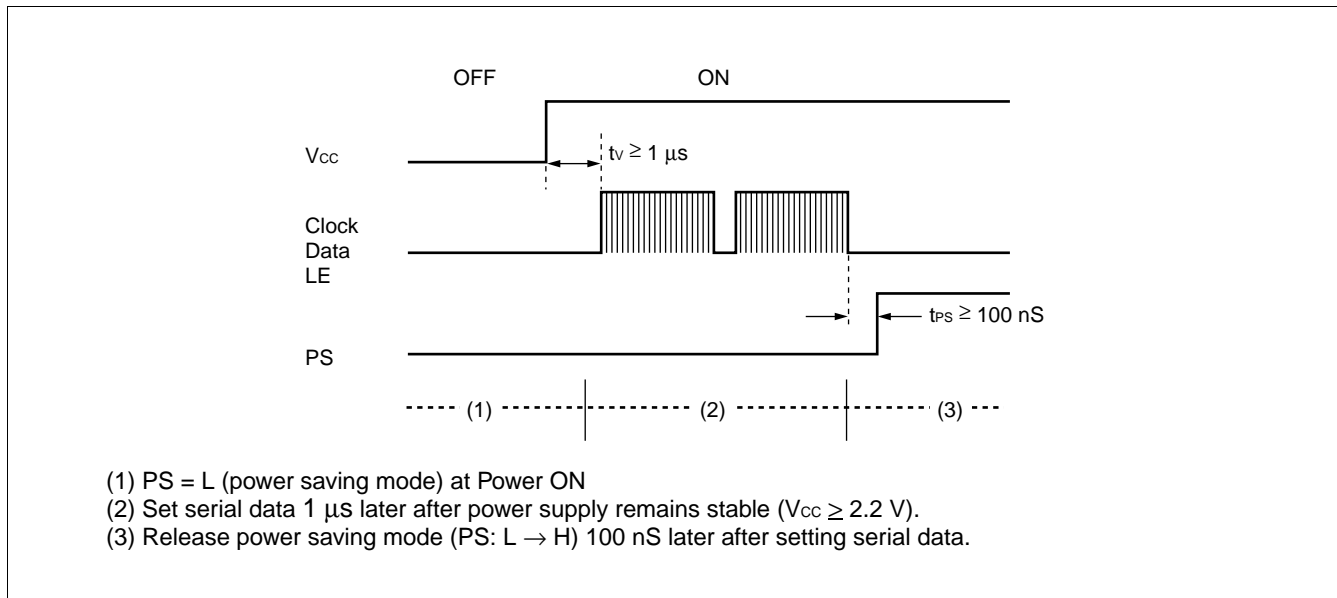 OFF ON
VCC
tV ≥ 1 μs
Clock
Data
LE
tPS ≥ 100 nS
PS
(1) (2) (3)
(1) PS = L (power saving mode) at Power ON
(2) Set serial data 1 μs later after power supply remains stable (VCC ≥ 2.2 V).
(3) Release power saving mode (PS: L → H) 100 nS later after setting serial data.